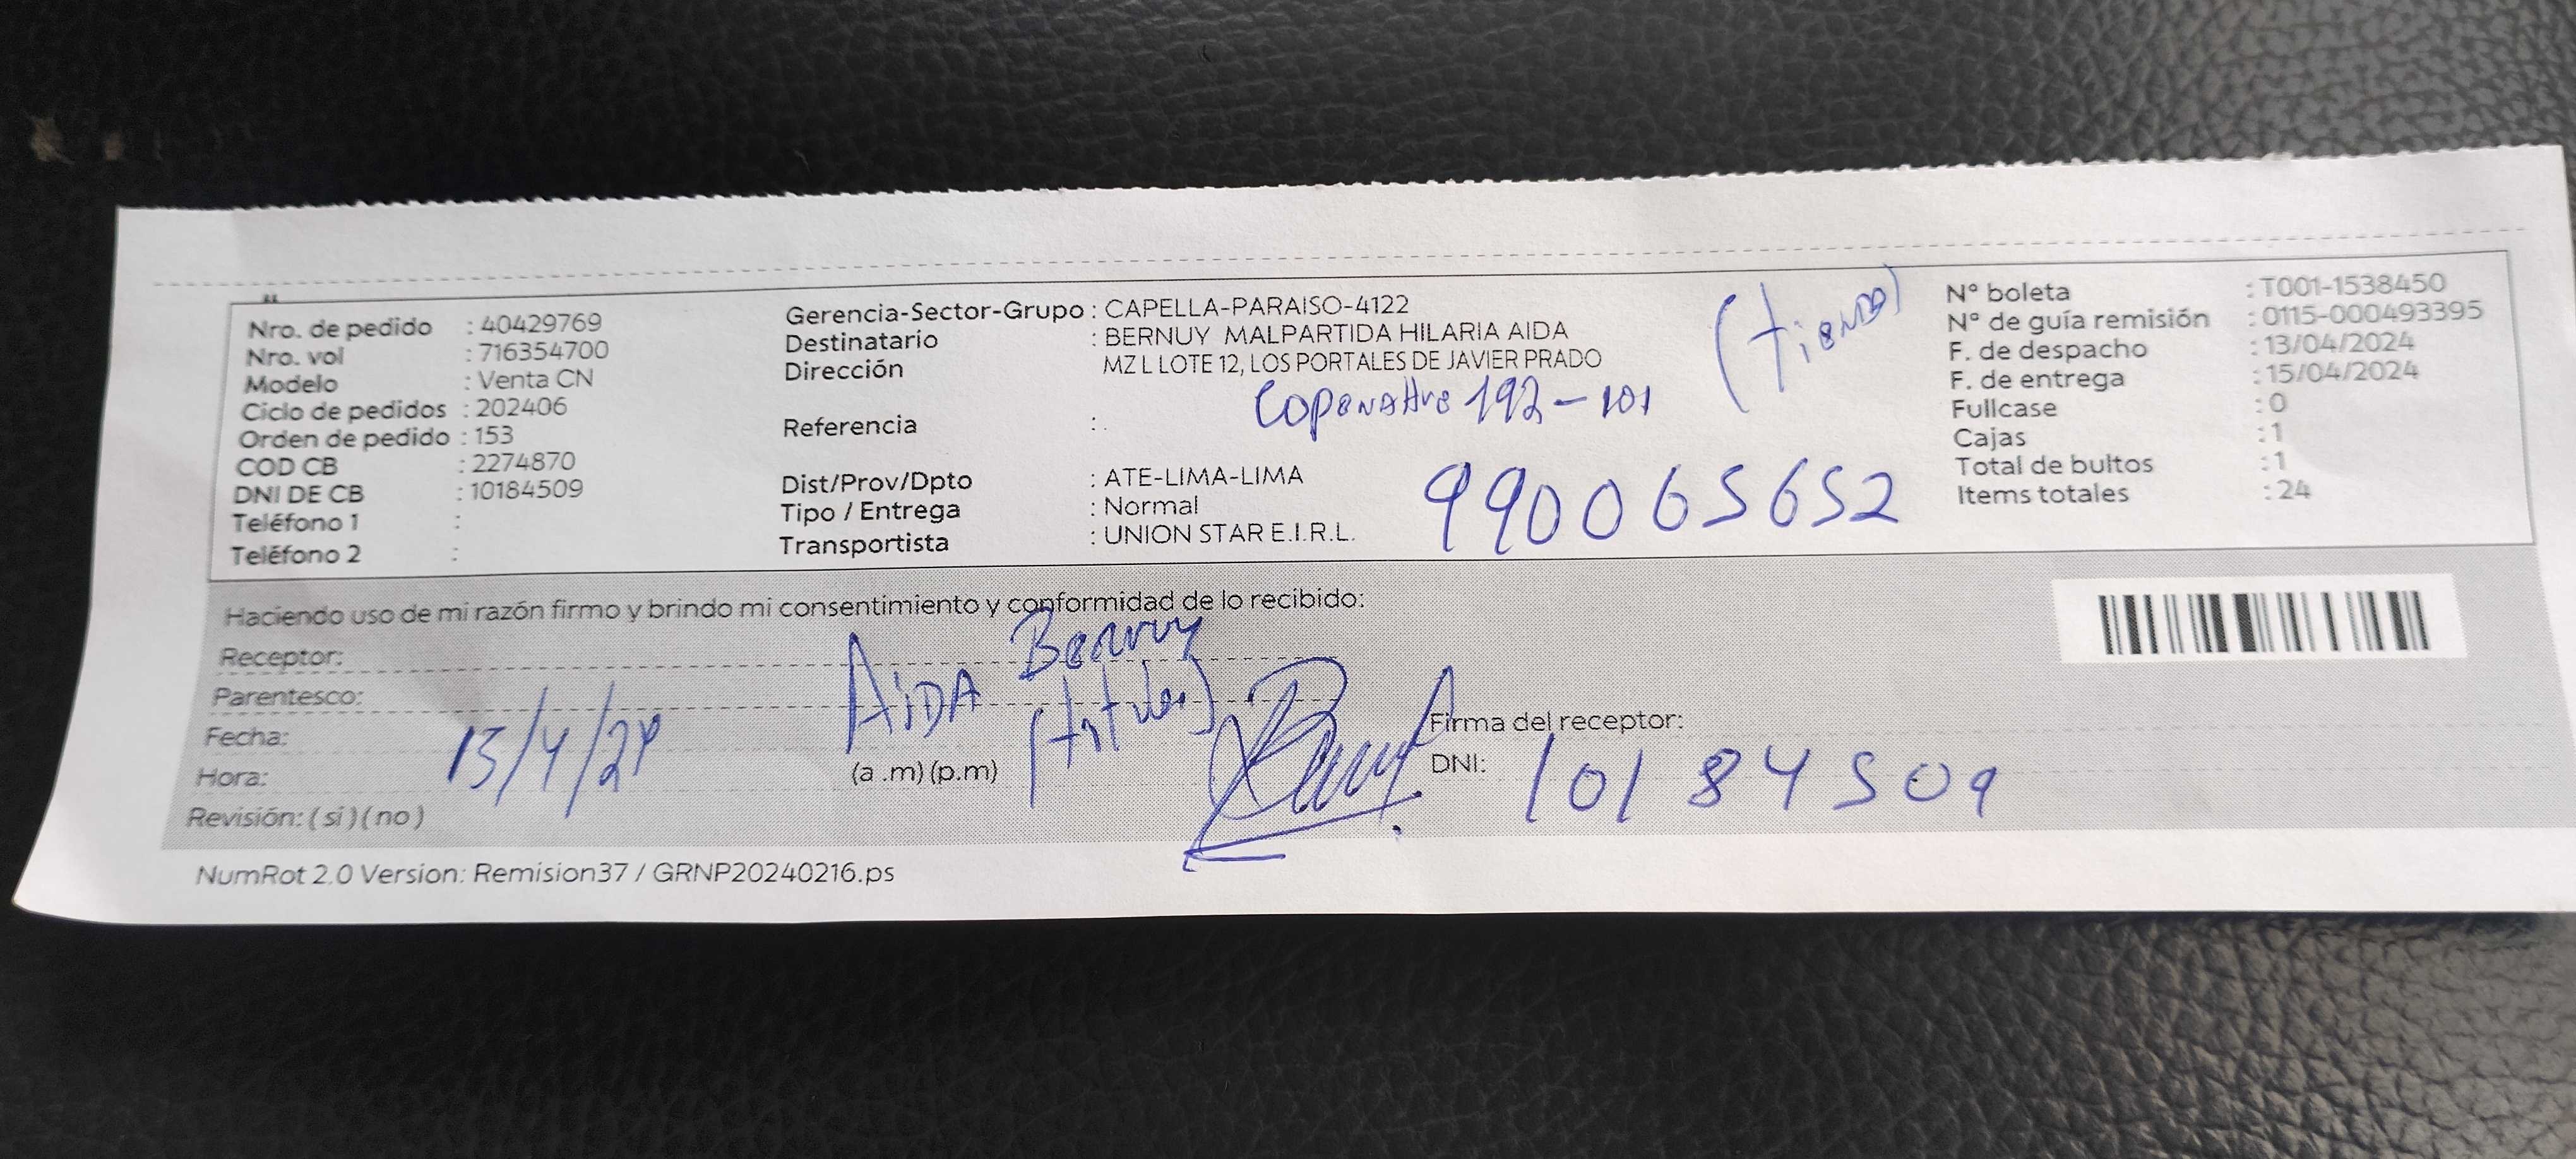 Nro. de pedido : 40429769
Nro. vol : 716354700
Modelo : Venta CN
Ciclo de pedidos : 202406
Orden de pedido : 153
COD CB : 2274870
DNI DE CB : 10184509
Teléfono 1 :
Teléfono 2 :
Gerencia-Sector-Grupo : CAPELLA-PARAISO-4122
Destinatario : BERNUY MALPARTIDA HILARIA AIDA
Dirección MZ L LOTE 12, LOS PORTALES DE JAVIER PRADO
(tienda)
192-101
Referencia : .
Dist/Prov/Dpto : ATE-LIMA-LIMA
Tipo / Entrega : Normal
Transportista : UNION STAR E.I.R.L.
990065652
N° boleta : T001-1538450
N° de guía remisión : 0115-000493395
F. de despacho : 13/04/2024
F. de entrega : 15/04/2024
Fullcase : 0
Cajas : 1
Total de bultos : 1
Items totales : 24
Haciendo uso de mi razón firmo y brindo mi consentimiento y conformidad de lo recibido:
Receptor: AiDA Bernuy
Parentesco: (titular)
Fecha: 15/4/24
Hora: (a .m) (p.m)
Revisión: ( si ) ( no )
Firma del receptor:
DNI: 10184509
NumRot 2.0 Version: Remision37 / GRNP20240216.ps